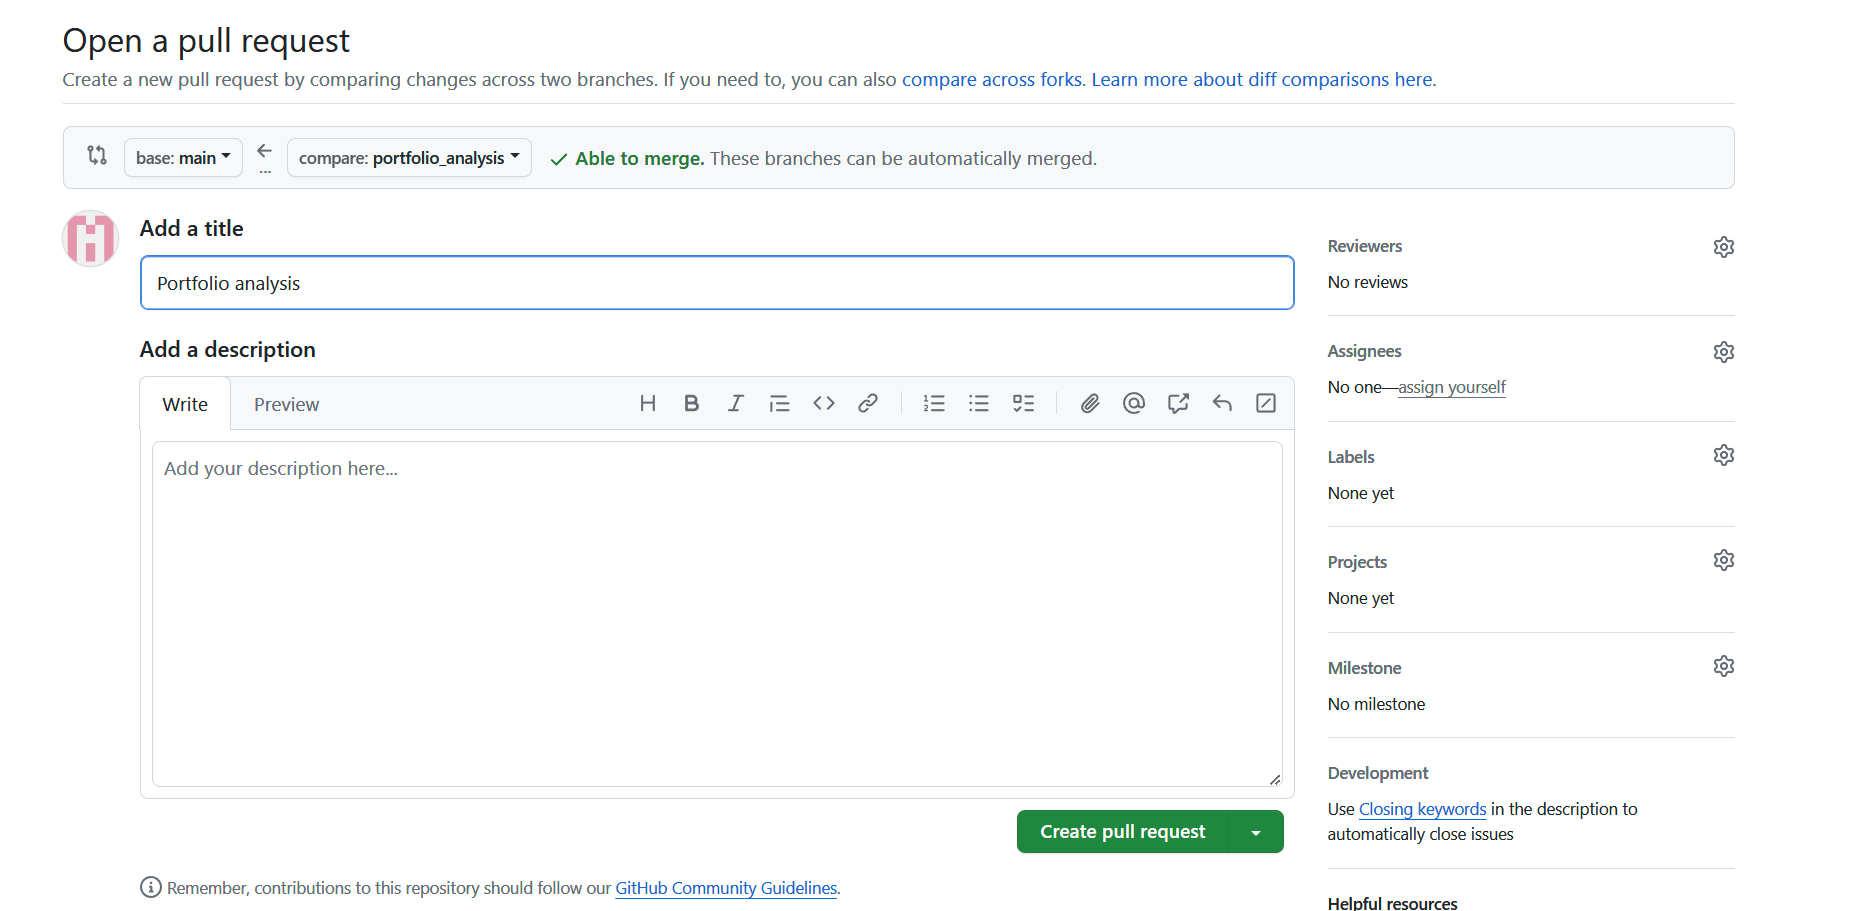 Open a pull request
Create a new pull request by comparing changes across two branches. If you need to, you can also compare across forks. Learn more about diff comparisons here.
base: main
...
compare: portfolio_analysis
Able to merge. These branches can be automatically merged.
Add a title
Portfolio analysis
Add a description
Write
Preview
Add your description here...
Create pull request
Remember, contributions to this repository should follow our GitHub Community Guidelines.
Reviewers
No reviews
Assignees
No one—assign yourself
Labels
None yet
Projects
None yet
Milestone
No milestone
Development
Use Closing keywords in the description to
automatically close issues
Helpful resources